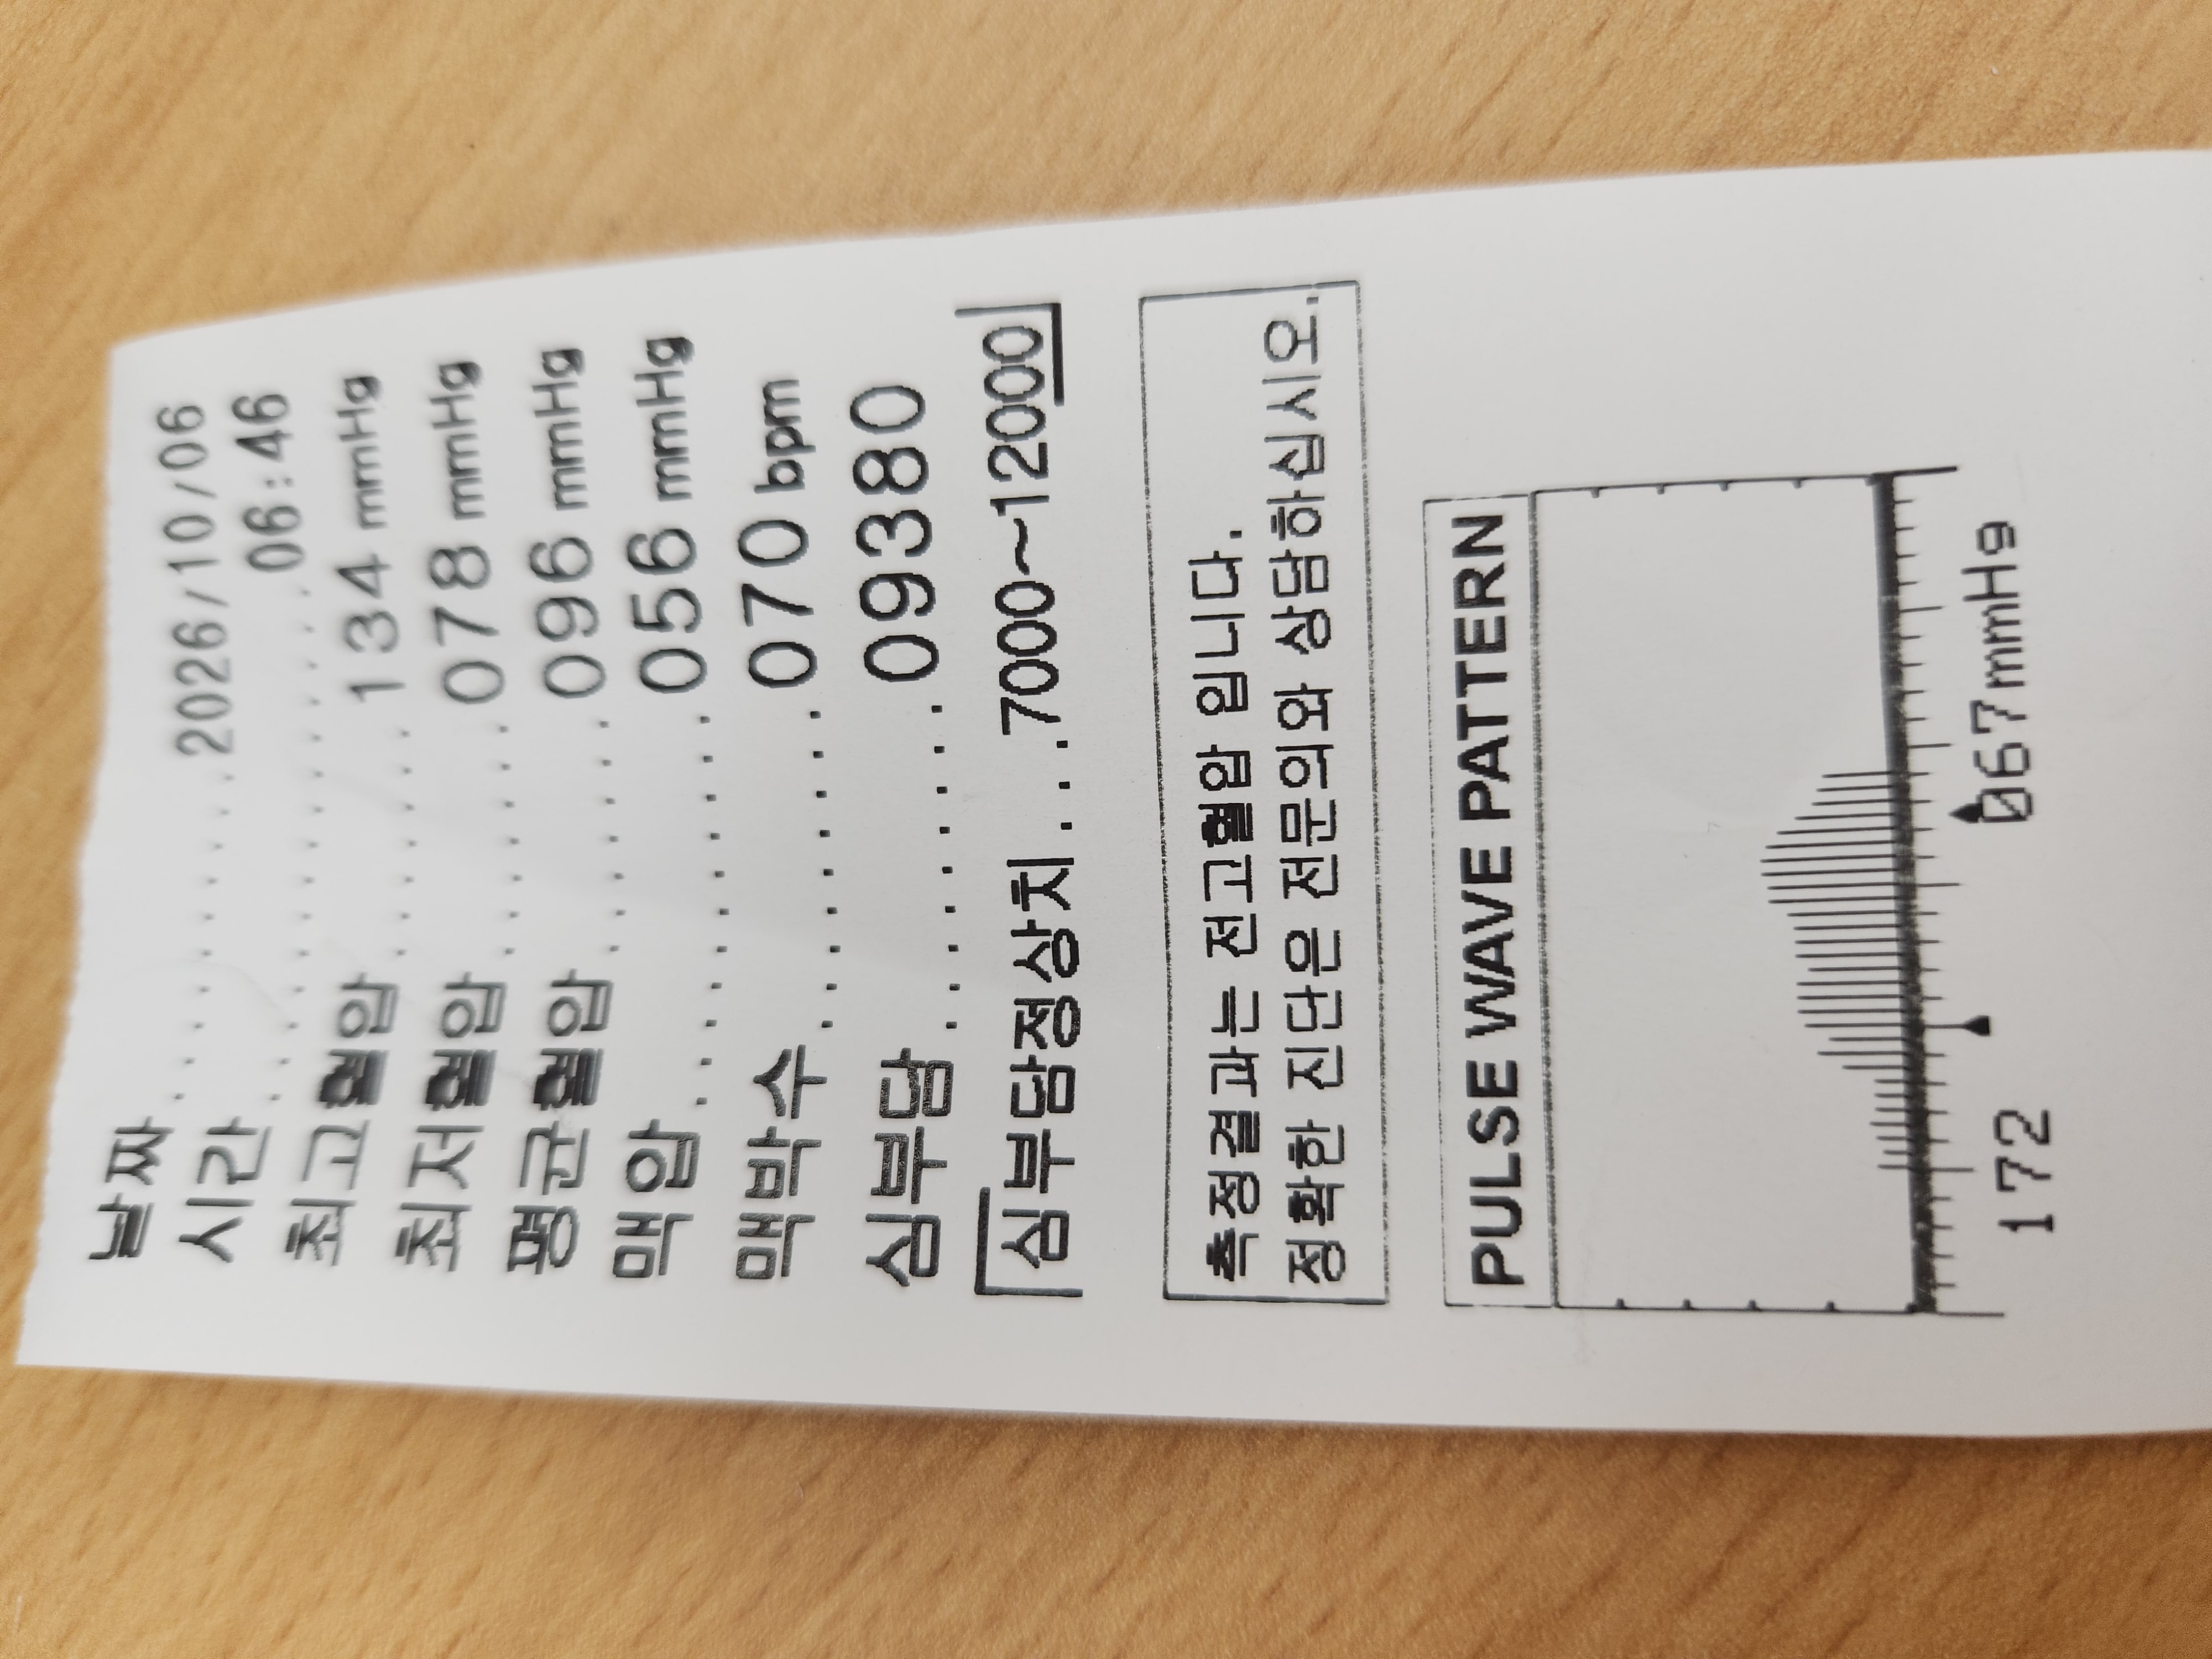 날짜..........2026/10/06
시간..............06:46
최고혈압.....134 mmHg
최저혈압.....078 mmHg
평균혈압.....096 mmHg
맥압..........056 mmHg
맥박수.......070 bpm
심부담.......09380
심부담정상치...7000~12000
측정결과는 전고혈압 입니다.
정확한 진단은 전문의와 상담하십시오.
PULSE WAVE PATTERN
172 067mmHg